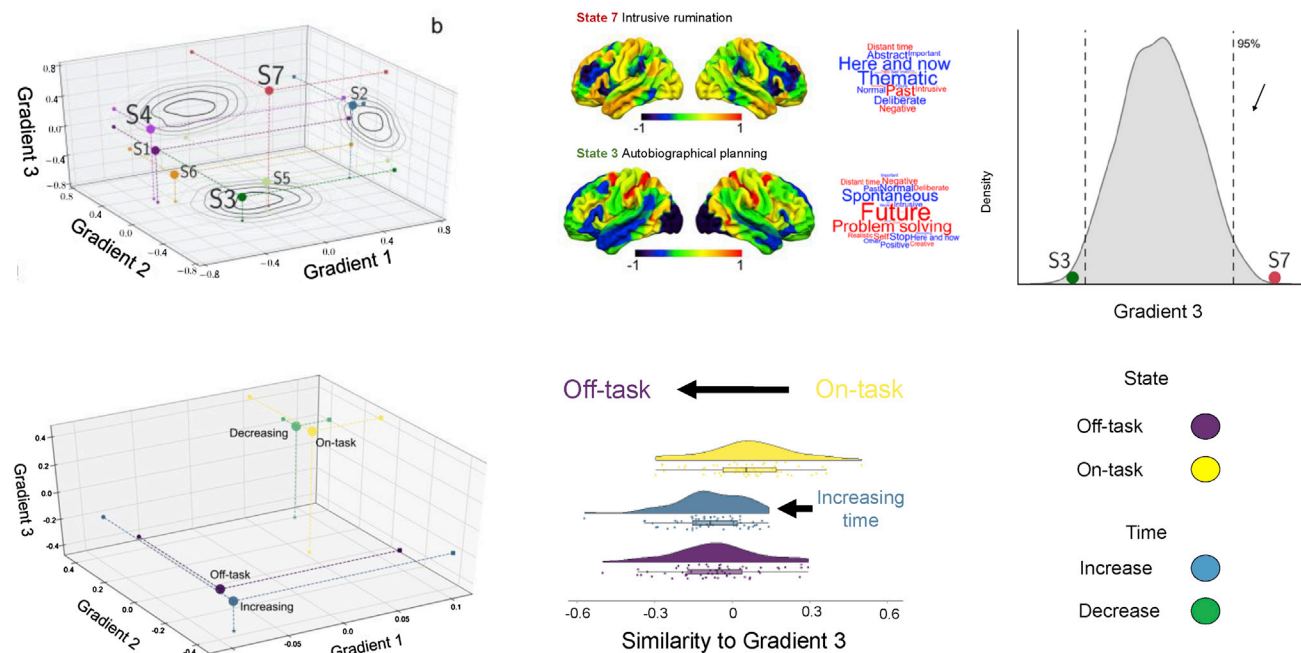 b
Gradient 3
0.8
0.4
0.0
−0.4
−0.8
0.8
0.4
0.0
−0.4
−0.8
Gradient 2
−0.8
−0.4
0.0
0.4
0.8
Gradient 1
S7
S2
S4
S1
S6
S5
S3
State 7 Intrusive rumination
-1
1
Distant time
Abstract Important
Here and now
Thematic
Normal Past Intrusive
Deliberate
Negative
State 3 Autobiographical planning
-1
1
Important
Distant time Negative
Past Normal Deliberate
Spontaneous
Intrusive
Future
Problem solving
Realistic Self Stop Here and now
Other Positive Creative
95%
Density
S3
S7
Gradient 3
Gradient 3
0.4
0.2
0.0
-0.2
-0.4
0.4
0.2
0.0
-0.2
-0.4
Gradient 2
-0.05
0.0
0.05
0.1
Gradient 1
Decreasing
On-task
Off-task
Increasing
Off-task
On-task
Increasing
time
-0.6
-0.3
0
0.3
0.6
Similarity to Gradient 3
State
Off-task
On-task
Time
Increase
Decrease